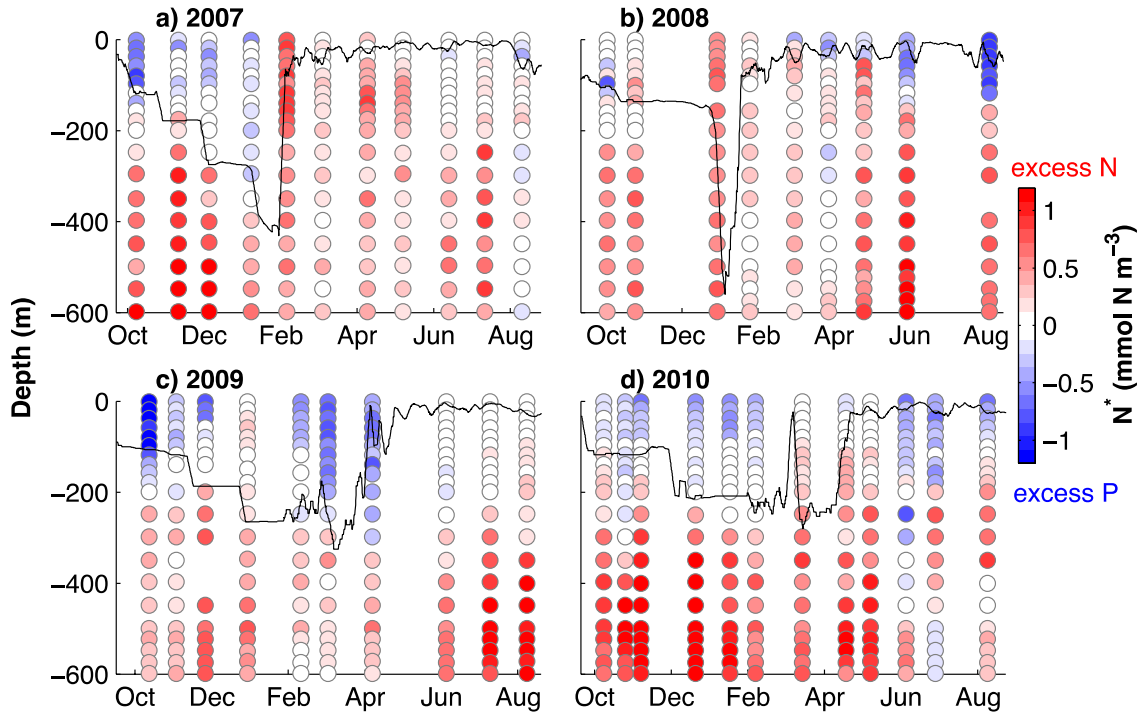 a) 2007
b) 2008
0
−200
−400
−600
Oct Dec Feb Apr Jun Aug
Oct Dec Feb Apr Jun Aug
Depth (m)
c) 2009
d) 2010
0
−200
−400
−600
Oct Dec Feb Apr Jun Aug
Oct Dec Feb Apr Jun Aug
excess N
1
0.5
0
−0.5
−1
N* (mmol N m−3)
excess P